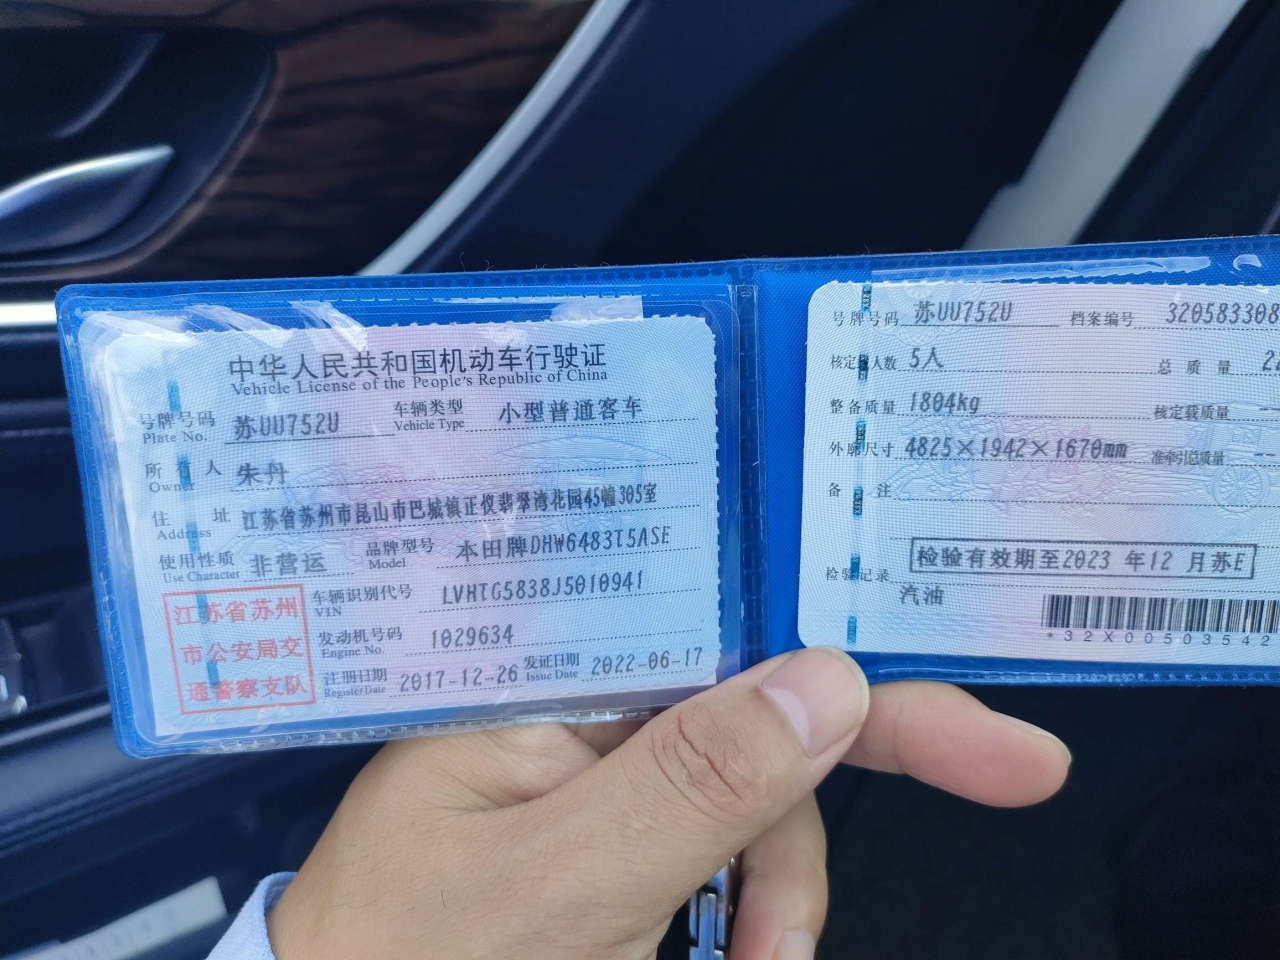 中华人民共和国机动车行驶证
Vehicle License of the People's Republic of China
号牌号码 苏UU752U 车辆类型 小型普通客车
Plate No. Vehicle Type
所有人 朱丹
Owner
住址 江苏省苏州市昆山市巴城镇正仪翡翠湾花园45幢305室
Address
使用性质 非营运 品牌型号 本田牌DHW6483T5ASE
Use Character Model
江苏省苏州
市公安局交
通警察支队
车辆识别代号 LVHTG5838J5010941
VIN
发动机号码 1029634
Engine No.
注册日期 2017-12-26 发证日期 2022-06-17
Register Date Issue Date
号牌号码 苏UU752U 档案编号 320583308
核定载人数 5人 总质量
整备质量 1804kg 核定载质量 --
外廓尺寸 4825×1942×1670mm 准牵引总质量 --
备注
检验记录 检验有效期至2023 年12 月苏E
汽油
*32X00503542